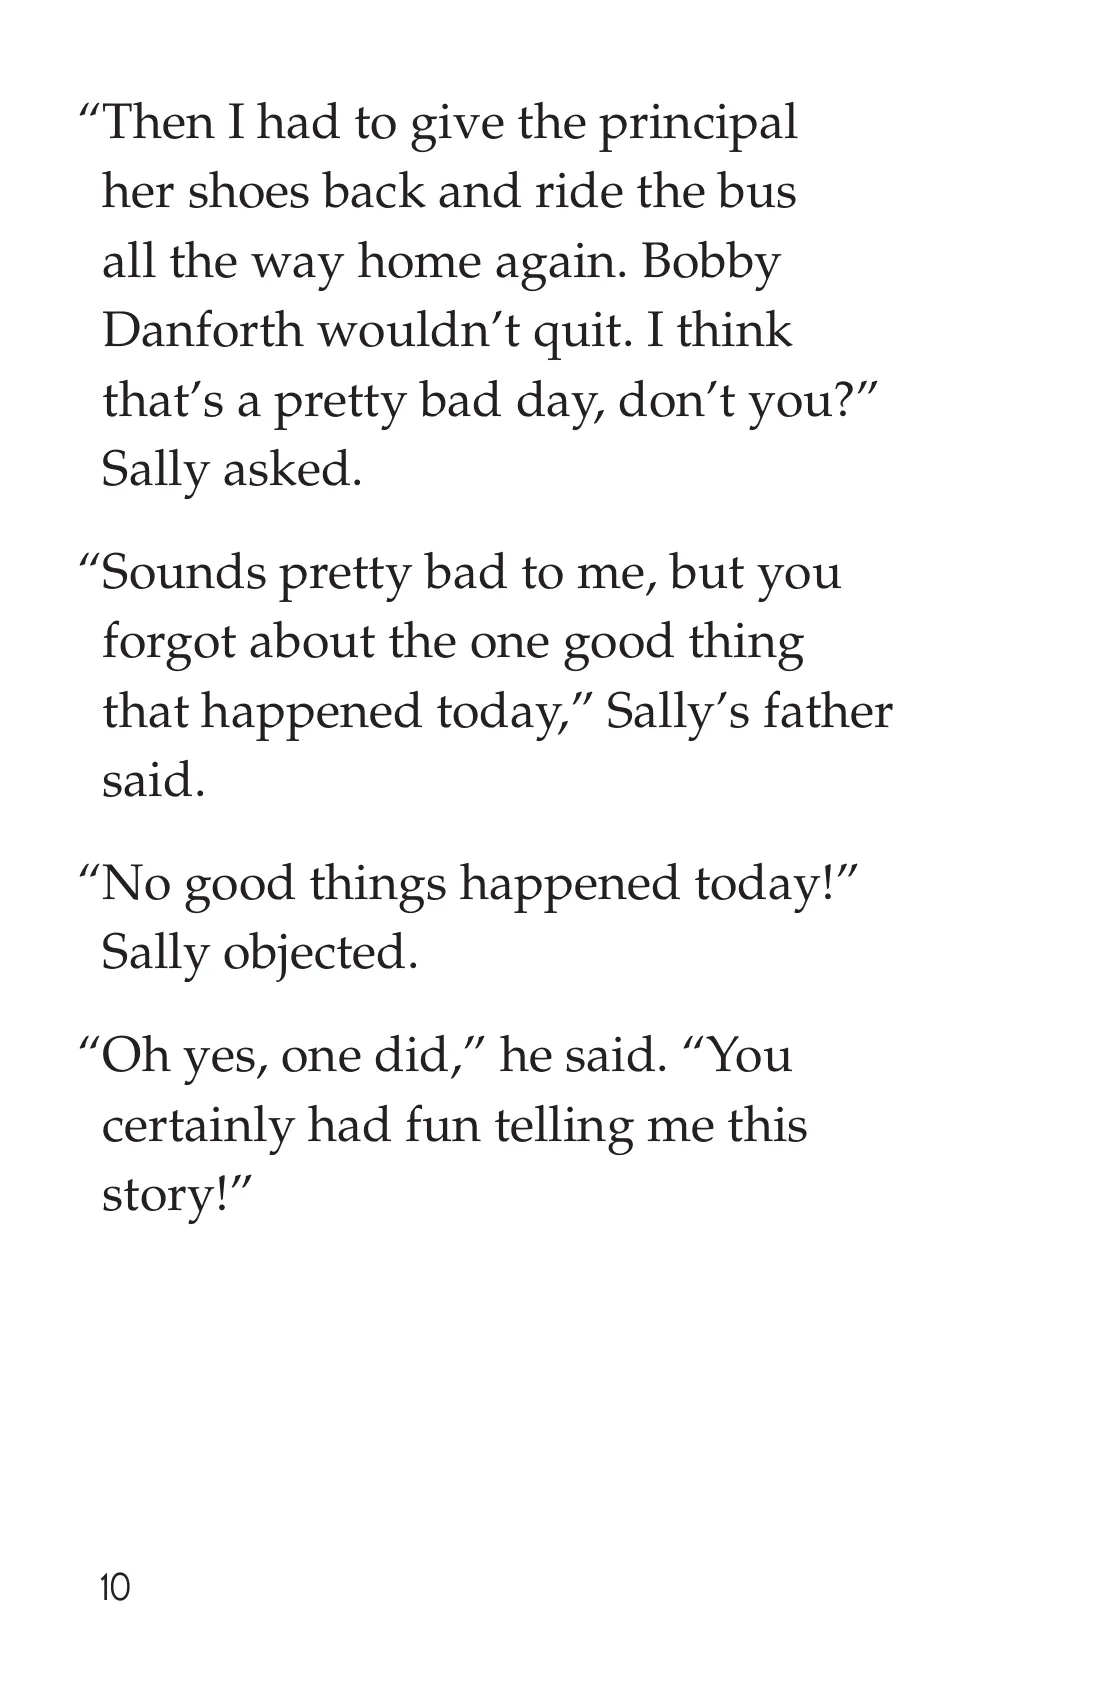 “Then I had to give the principal
her shoes back and ride the bus
all the way home again. Bobby
Danforth wouldn’t quit. I think
that’s a pretty bad day, don’t you?”
Sally asked.
“Sounds pretty bad to me, but you
forgot about the one good thing
that happened today,” Sally’s father
said.
“No good things happened today!”
Sally objected.
“Oh yes, one did,” he said. “You
certainly had fun telling me this
story!”
10